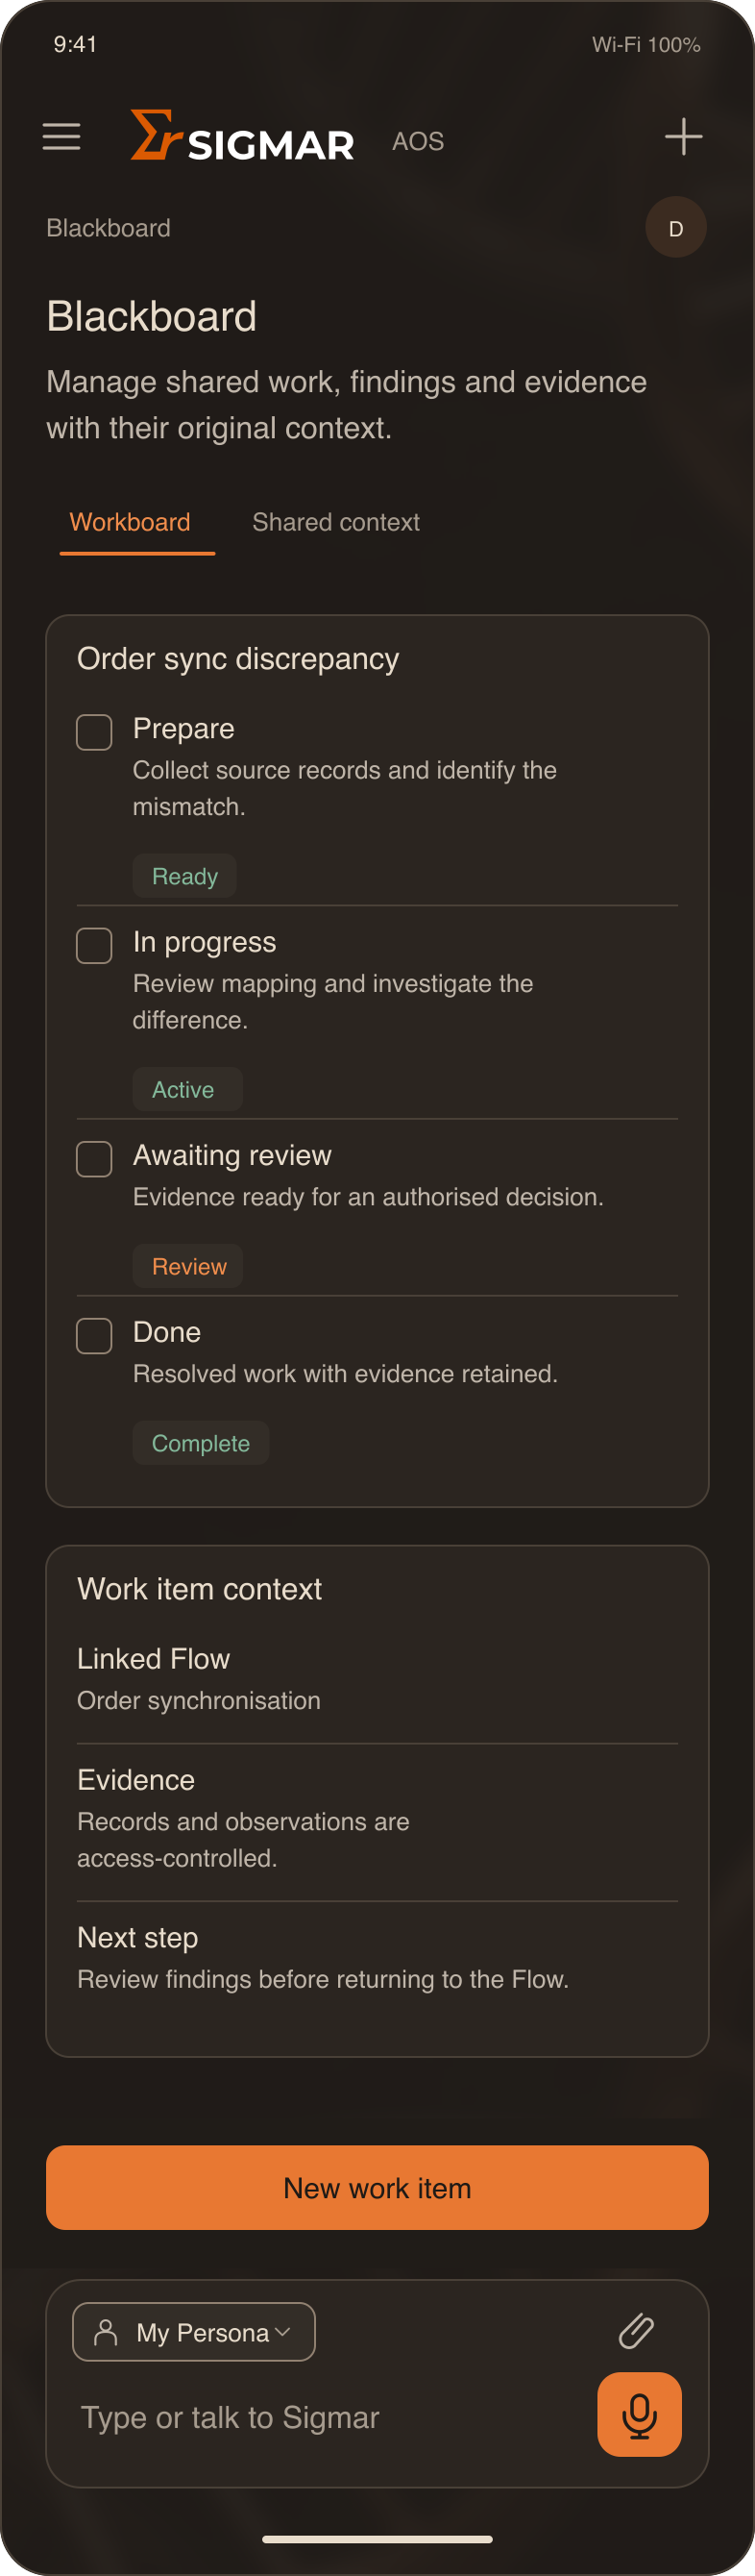 9:41
Wi-Fi 100%
Σr SIGMAR AOS
Blackboard
D
Blackboard
Manage shared work, findings and evidence
with their original context.
Workboard
Shared context
Order sync discrepancy
Prepare
Collect source records and identify the
mismatch.
Ready
In progress
Review mapping and investigate the
difference.
Active
Awaiting review
Evidence ready for an authorised decision.
Review
Done
Resolved work with evidence retained.
Complete
Work item context
Linked Flow
Order synchronisation
Evidence
Records and observations are
access-controlled.
Next step
Review findings before returning to the Flow.
New work item
My Persona
Type or talk to Sigmar